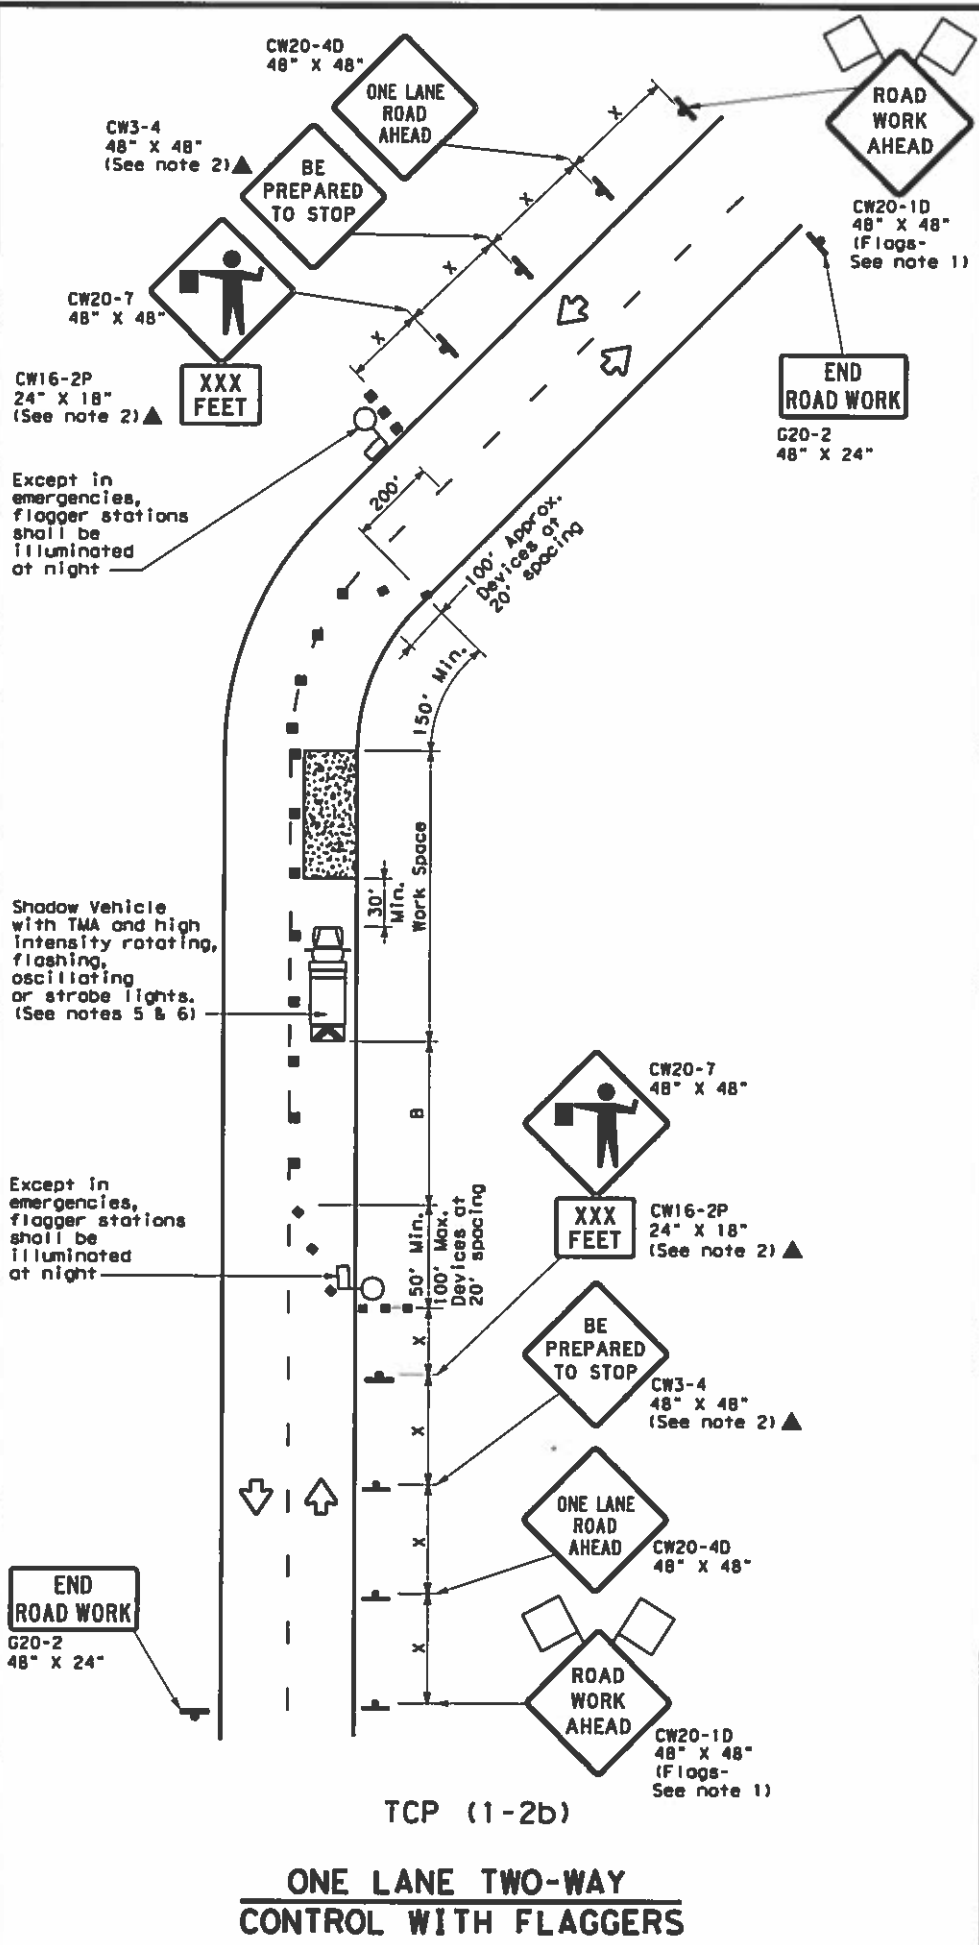 CW20-4D
48" X 48"
ONE LANE
ROAD
AHEAD
ROAD
WORK
AHEAD
CW20-1D
48" X 48"
(Flags-
See note 1)
CW3-4
48" X 48"
(See note 2)
BE
PREPARED
TO STOP
X
X
X
X
CW20-7
48" X 48"
XXX
FEET
CW16-2P
24" X 18"
(See note 2)
END
ROAD WORK
G20-2
48" X 24"
Except in
emergencies,
flagger stations
shall be
illuminated
at night
200'
100' Approx.
Devices at
20' spacing
150' Min.
Work Space
30'
Min.
Shadow Vehicle
with TMA and high
intensity rotating,
flashing,
oscillating
or strobe lights.
(See notes 5 & 6)
B
CW20-7
48" X 48"
XXX
FEET
CW16-2P
24" X 18"
(See note 2)
Except in
emergencies,
flagger stations
shall be
illuminated
at night
50' Min.
100' Max.
Devices at
20' spacing
X
X
X
X
BE
PREPARED
TO STOP
CW3-4
48" X 48"
(See note 2)
ONE LANE
ROAD
AHEAD
CW20-4D
48" X 48"
END
ROAD WORK
G20-2
48" X 24"
ROAD
WORK
AHEAD
CW20-1D
48" X 48"
(Flags-
See note 1)
TCP (1-2b)
ONE LANE TWO-WAY
CONTROL WITH FLAGGERS